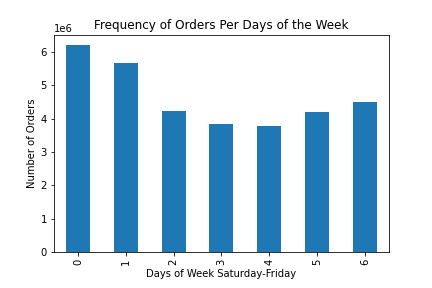 Frequency of Orders Per Days of the Week
1e6
6
5
4
3
2
1
0
Number of Orders
0 1 2 3 4 5 6
Days of Week Saturday-Friday